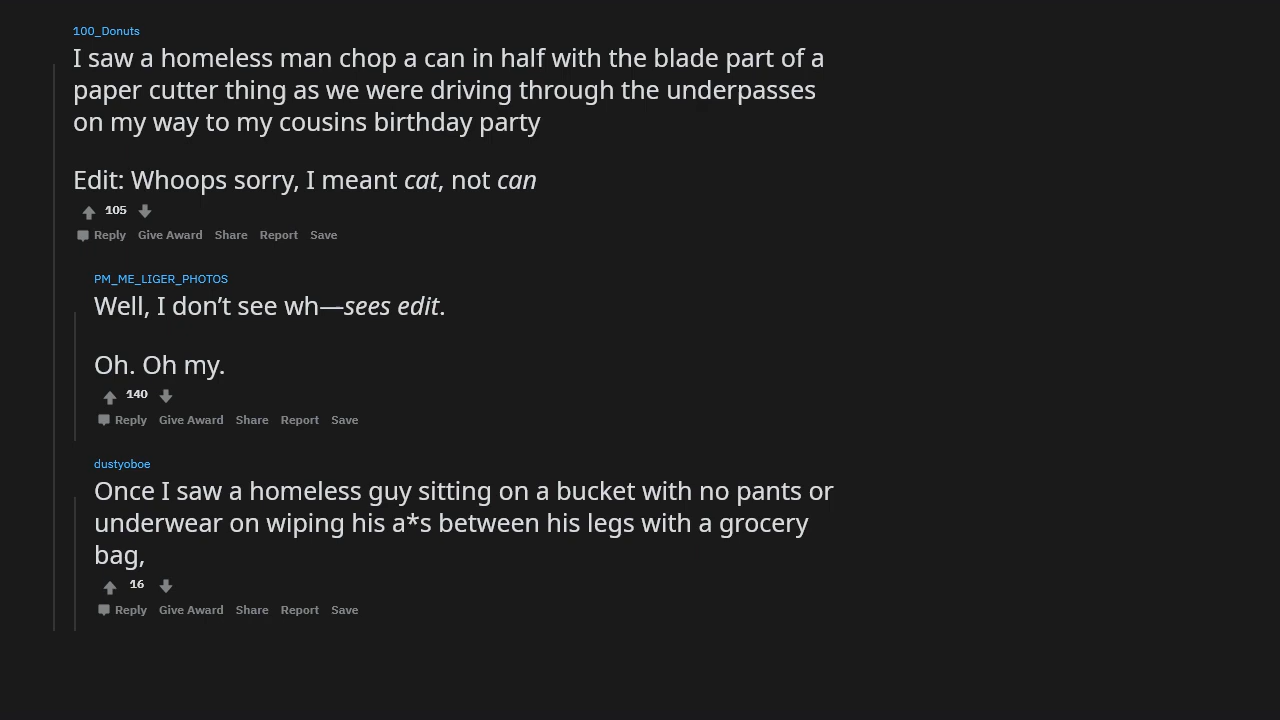 100_Donuts
I saw a homeless man chop a can in half with the blade part of a
paper cutter thing as we were driving through the underpasses
on my way to my cousins birthday party
Edit: Whoops sorry, I meant cat, not can
105
Reply Give Award Share Report Save
PM_ME_LIGER_PHOTOS
Well, I don’t see wh—sees edit.
Oh. Oh my.
140
Reply Give Award Share Report Save
dustyoboe
Once I saw a homeless guy sitting on a bucket with no pants or
underwear on wiping his a*s between his legs with a grocery
bag,
16
Reply Give Award Share Report Save